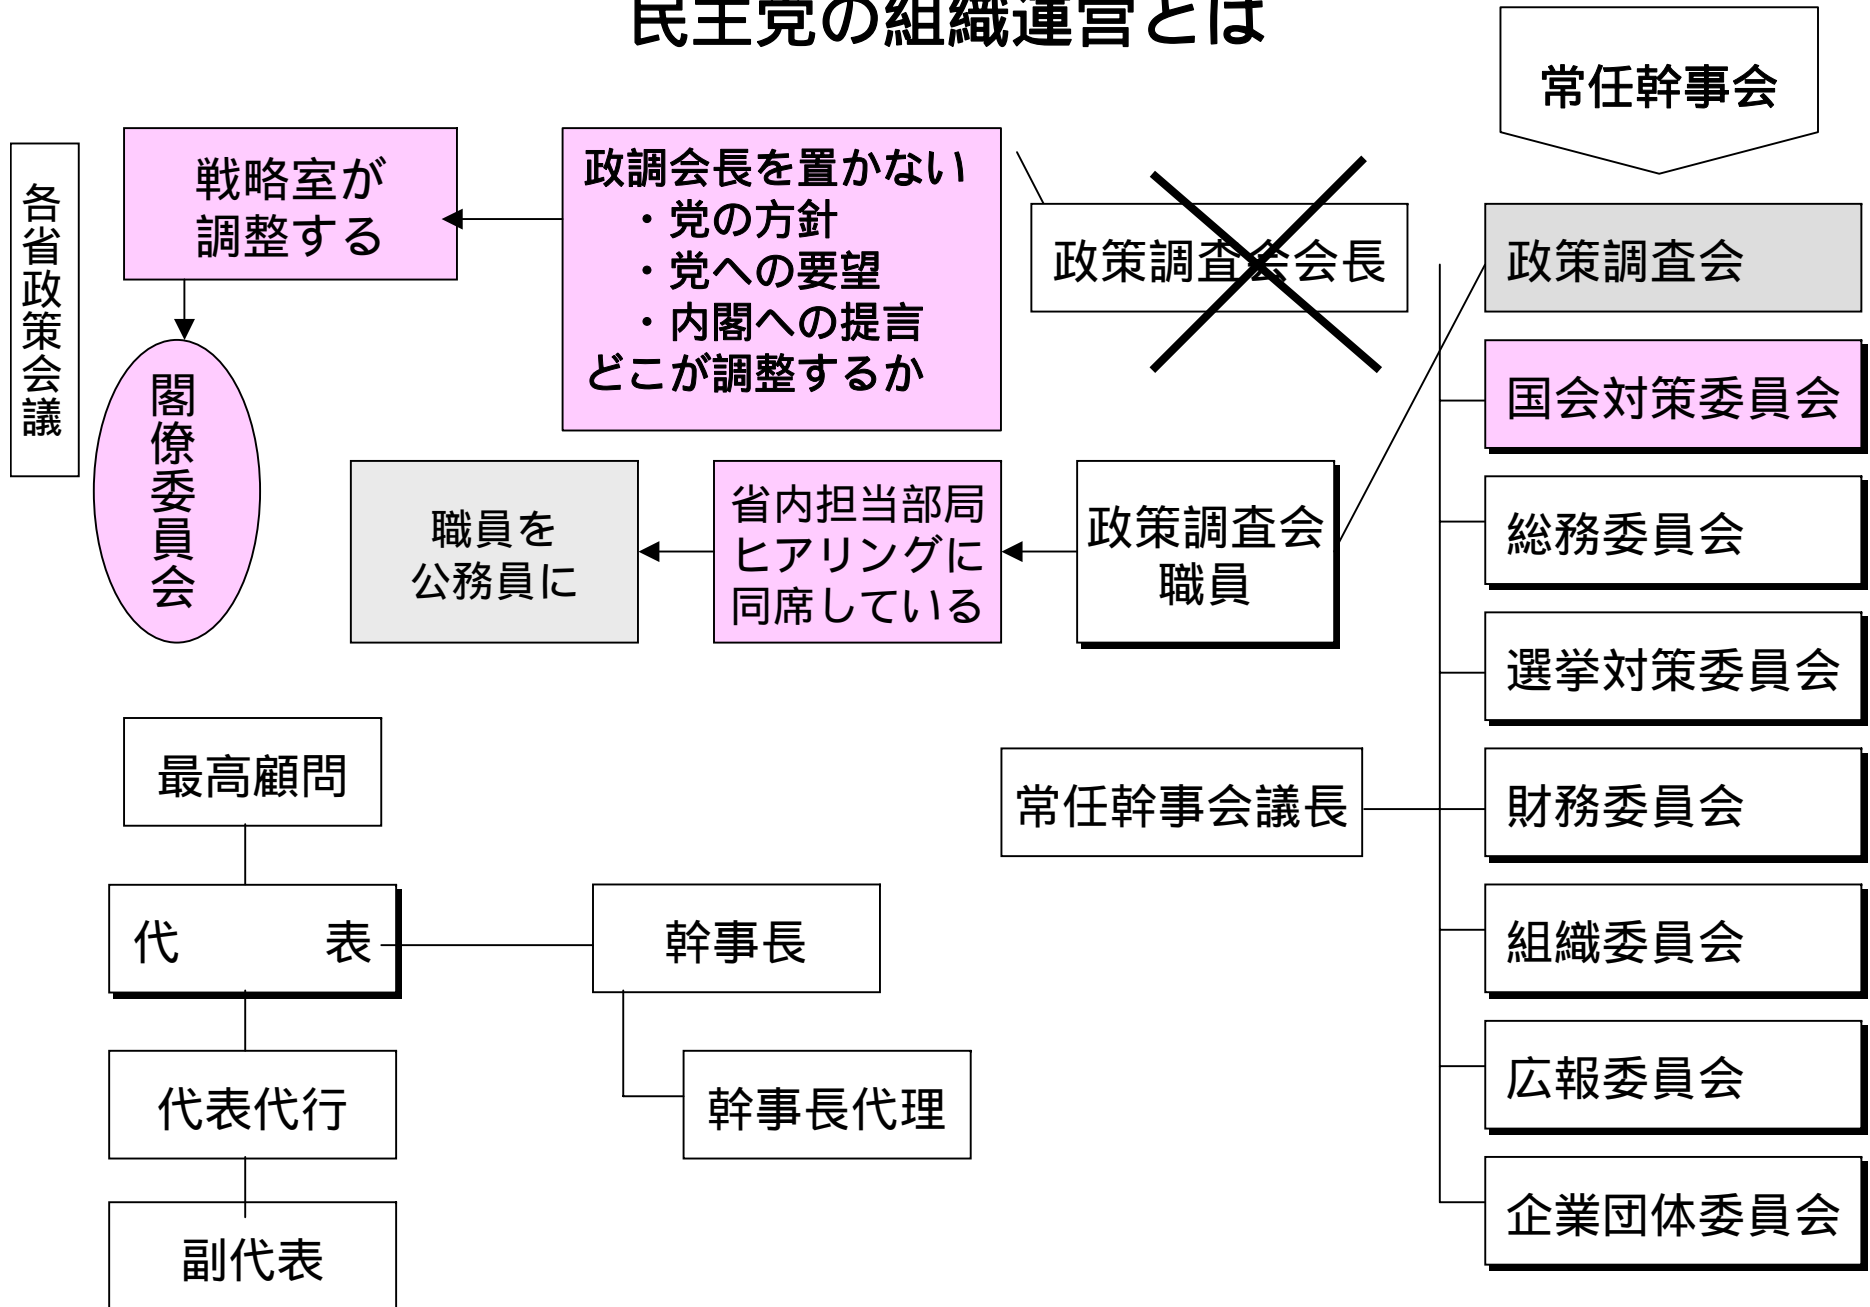 民主党の組織運営とは
常任幹事会
各省政策会議
戦略室が
調整する
政調会長を置かない
・党の方針
・党への要望
・内閣への提言
どこが調整するか
政策調査会会長
政策調査会
国会対策委員会
総務委員会
選挙対策委員会
財務委員会
組織委員会
広報委員会
企業団体委員会
閣僚委員会
職員を
公務員に
省内担当部局
ヒアリングに
同席している
政策調査会
職員
常任幹事会議長
最高顧問
代　　　表
幹事長
代表代行
幹事長代理
副代表